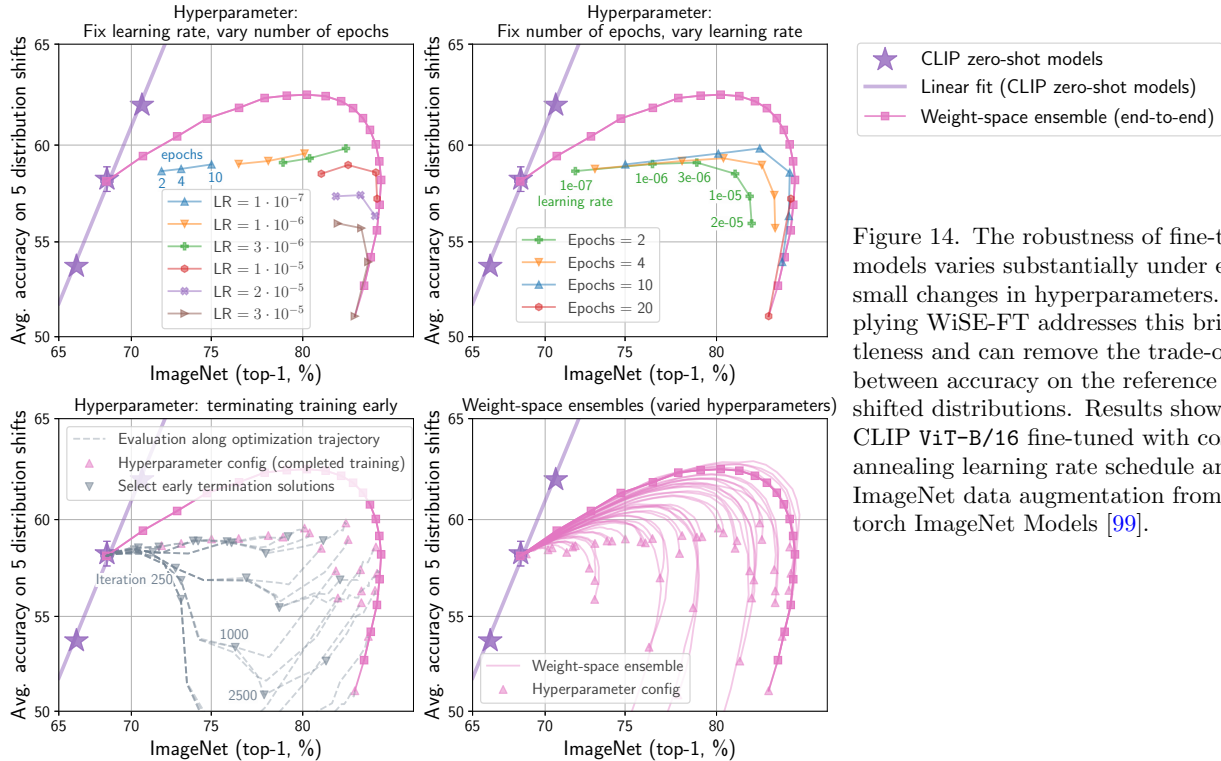 Hyperparameter:
Fix learning rate, vary number of epochs
Avg. accuracy on 5 distribution shifts
65
60
55
50
epochs
2 4 10
LR = 1 · 10⁻⁷
LR = 1 · 10⁻⁶
LR = 3 · 10⁻⁶
LR = 1 · 10⁻⁵
LR = 2 · 10⁻⁵
LR = 3 · 10⁻⁵
65 70 75 80
ImageNet (top-1, %)
Hyperparameter:
Fix number of epochs, vary learning rate
Avg. accuracy on 5 distribution shifts
65
60
55
50
1e-07
learning rate
1e-06
3e-06
1e-05
2e-05
Epochs = 2
Epochs = 4
Epochs = 10
Epochs = 20
65 70 75 80
ImageNet (top-1, %)
CLIP zero-shot models
Linear fit (CLIP zero-shot models)
Weight-space ensemble (end-to-end)
Hyperparameter: terminating training early
Avg. accuracy on 5 distribution shifts
65
60
55
50
Evaluation along optimization trajectory
Hyperparameter config (completed training)
Select early termination solutions
Iteration 250
1000
2500
65 70 75 80
ImageNet (top-1, %)
Weight-space ensembles (varied hyperparameters)
Avg. accuracy on 5 distribution shifts
65
60
55
50
Weight-space ensemble
Hyperparameter config
65 70 75 80
ImageNet (top-1, %)
Figure 14. The robustness of fine-t
models varies substantially under e
small changes in hyperparameters.
plying WiSE-FT addresses this bri
tleness and can remove the trade-o
between accuracy on the reference
shifted distributions. Results show
CLIP ViT-B/16 fine-tuned with co
annealing learning rate schedule a
ImageNet data augmentation from
torch ImageNet Models [99].